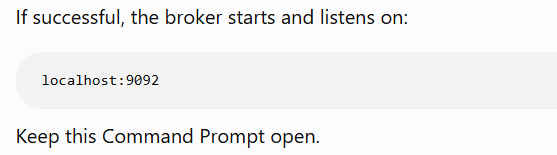 If successful, the broker starts and listens on:
localhost:9092
Keep this Command Prompt open.